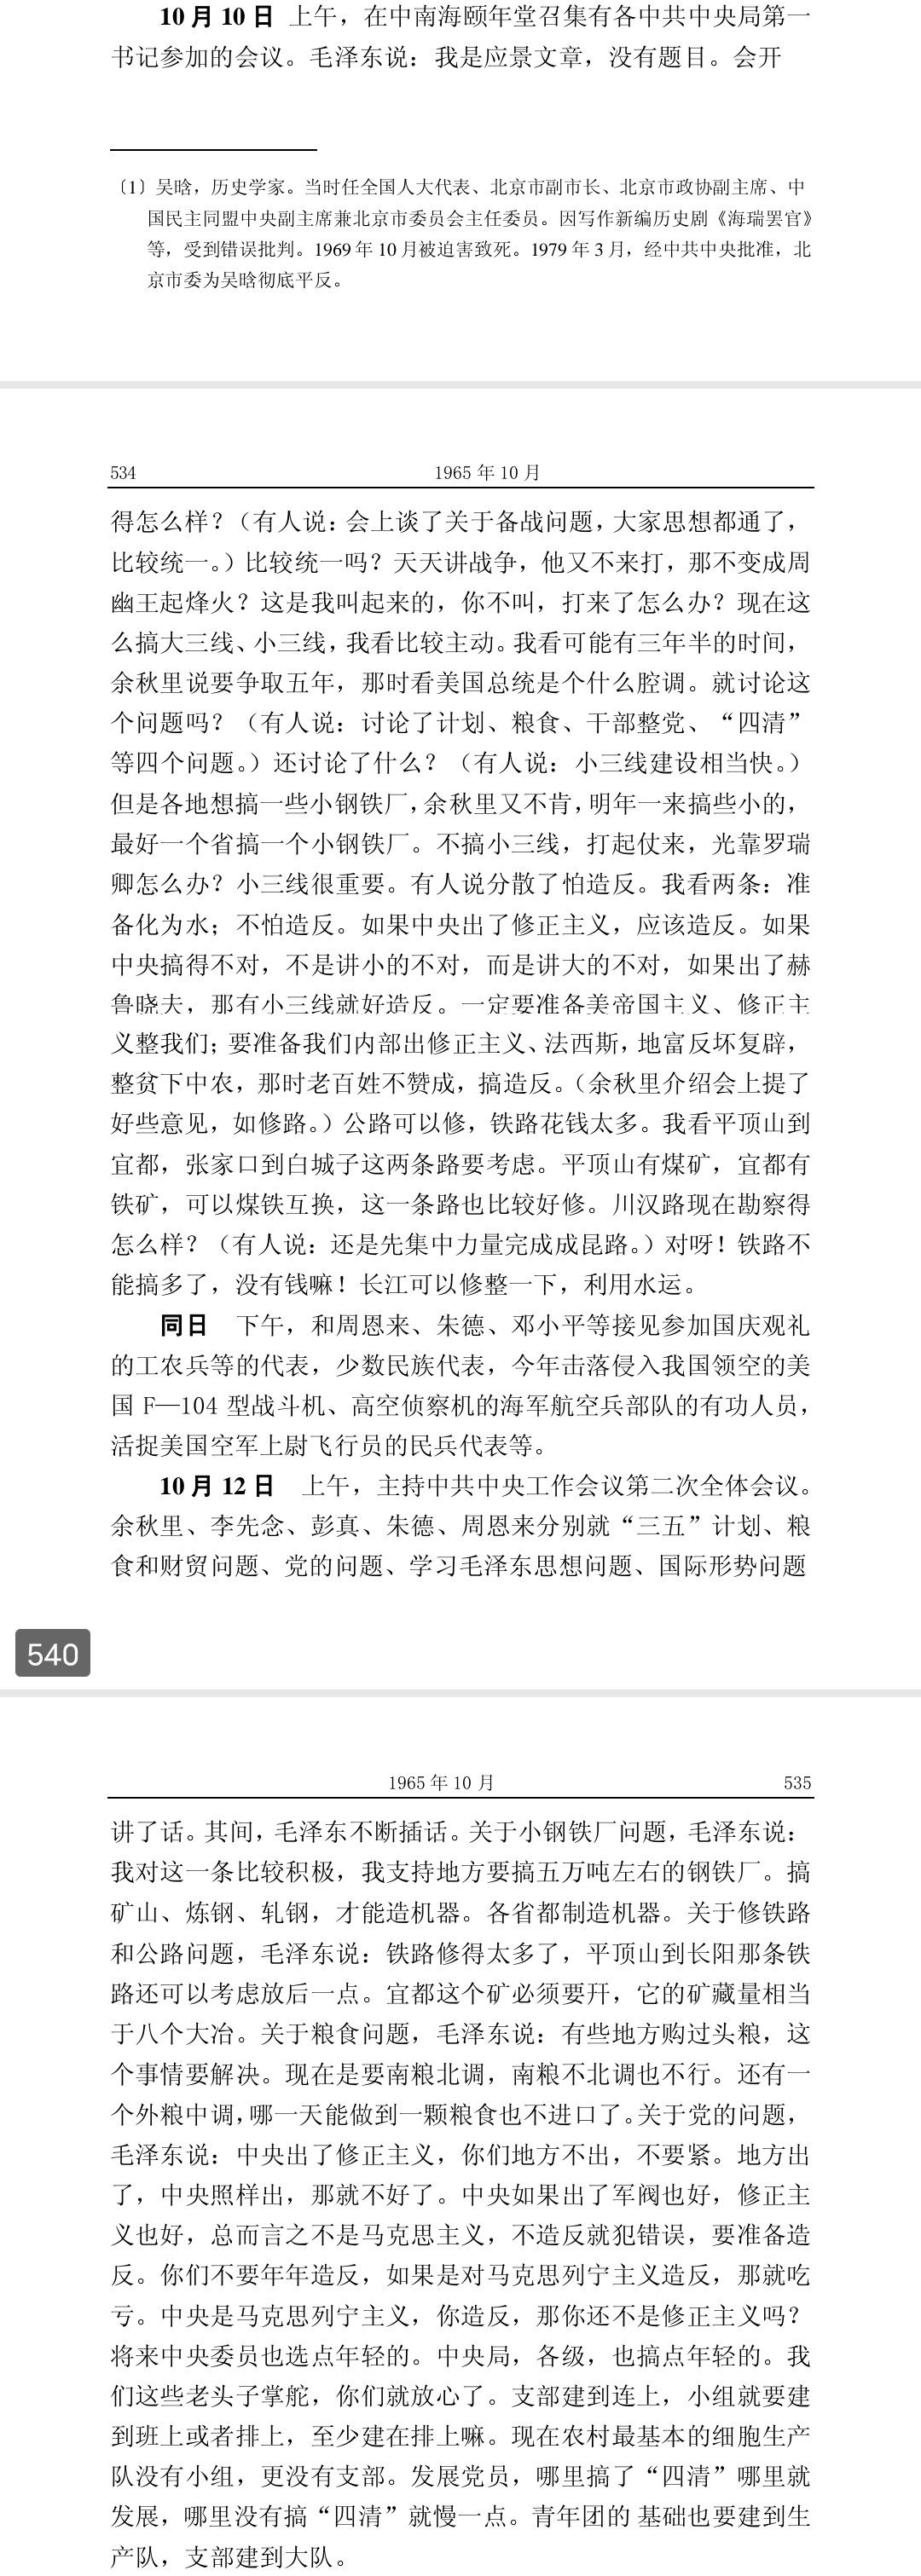 10月10日 上午，在中南海颐年堂召集有各中共中央局第一
书记参加的会议。毛泽东说：我是应景文章，没有题目。会开
〔1〕吴晗，历史学家。当时任全国人大代表、北京市副市长、北京市政协副主席、中
国民主同盟中央副主席兼北京市委员会主任委员。因写作新编历史剧《海瑞罢官》
等，受到错误批判。1969年10月被迫害致死。1979年3月，经中共中央批准，北
京市委为吴晗彻底平反。
534 1965年10月
得怎么样？（有人说：会上谈了关于备战问题，大家思想都通了，
比较统一。）比较统一吗？天天讲战争，他又不来打，那不变成周
幽王起烽火？这是我叫起来的，你不叫，打来了怎么办？现在这
么搞大三线、小三线，我看比较主动。我看可能有三年半的时间，
余秋里说要争取五年，那时看美国总统是个什么腔调。就讨论这
个问题吗？（有人说：讨论了计划、粮食、干部整党、“四清”
等四个问题。）还讨论了什么？（有人说：小三线建设相当快。）
但是各地想搞一些小钢铁厂，余秋里又不肯，明年一来搞些小的，
最好一个省搞一个小钢铁厂。不搞小三线，打起仗来，光靠罗瑞
卿怎么办？小三线很重要。有人说分散了怕造反。我看两条：准
备化为水；不怕造反。如果中央出了修正主义，应该造反。如果
中央搞得不对，不是讲小的不对，而是讲大的不对，如果出了赫
鲁晓夫，那有小三线就好造反。一定要准备美帝国主义、修正主
义整我们；要准备我们内部出修正主义、法西斯，地富反坏复辟，
整贫下中农，那时老百姓不赞成，搞造反。（余秋里介绍会上提了
好些意见，如修路。）公路可以修，铁路花钱太多。我看平顶山到
宜都，张家口到白城子这两条路要考虑。平顶山有煤矿，宜都有
铁矿，可以煤铁互换，这一条路也比较好修。川汉路现在勘察得
怎么样？（有人说：还是先集中力量完成成昆路。）对呀！铁路不
能搞多了，没有钱嘛！长江可以修整一下，利用水运。
同日 下午，和周恩来、朱德、邓小平等接见参加国庆观礼
的工农兵等的代表，少数民族代表，今年击落侵入我国领空的美
国F—104型战斗机、高空侦察机的海军航空兵部队的有功人员，
活捉美国空军上尉飞行员的民兵代表等。
10月12日 上午，主持中共中央工作会议第二次全体会议。
余秋里、李先念、彭真、朱德、周恩来分别就“三五”计划、粮
食和财贸问题、党的问题、学习毛泽东思想问题、国际形势问题
540
1965年10月 535
讲了话。其间，毛泽东不断插话。关于小钢铁厂问题，毛泽东说：
我对这一条比较积极，我支持地方要搞五万吨左右的钢铁厂。搞
矿山、炼钢、轧钢，才能造机器。各省都制造机器。关于修铁路
和公路问题，毛泽东说：铁路修得太多了，平顶山到长阳那条铁
路还可以考虑放后一点。宜都这个矿必须要开，它的矿藏量相当
于八个大冶。关于粮食问题，毛泽东说：有些地方购过头粮，这
个事情要解决。现在是要南粮北调，南粮不北调也不行。还有一
个外粮中调，哪一天能做到一颗粮食也不进口了。关于党的问题，
毛泽东说：中央出了修正主义，你们地方不出，不要紧。地方出
了，中央照样出，那就不好了。中央如果出了军阀也好，修正主
义也好，总而言之不是马克思主义，不造反就犯错误，要准备造
反。你们不要年年造反，如果是对马克思列宁主义造反，那就吃
亏。中央是马克思列宁主义，你造反，那你还不是修正主义吗？
将来中央委员也选点年轻的。中央局，各级，也搞点年轻的。我
们这些老头子掌舵，你们就放心了。支部建到连上，小组就要建
到班上或者排上，至少建在排上嘛。现在农村最基本的细胞生产
队没有小组，更没有支部。发展党员，哪里搞了“四清”哪里就
发展，哪里没有搞“四清”就慢一点。青年团的 基础也要建到生
产队，支部建到大队。